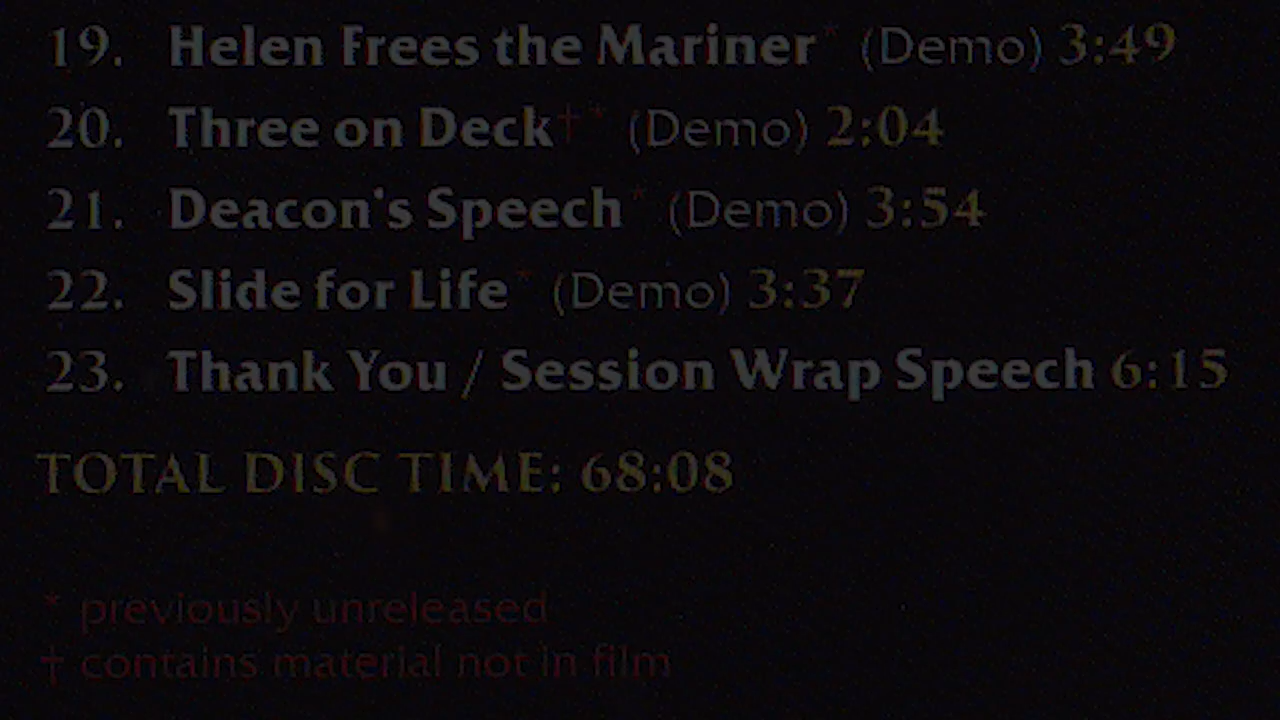 19. Helen Frees the Mariner* (Demo) 3:49
20. Three on Deck†* (Demo) 2:04
21. Deacon's Speech* (Demo) 3:54
22. Slide for Life* (Demo) 3:37
23. Thank You / Session Wrap Speech 6:15
TOTAL DISC TIME: 68:08
* previously unreleased
† contains material not in film